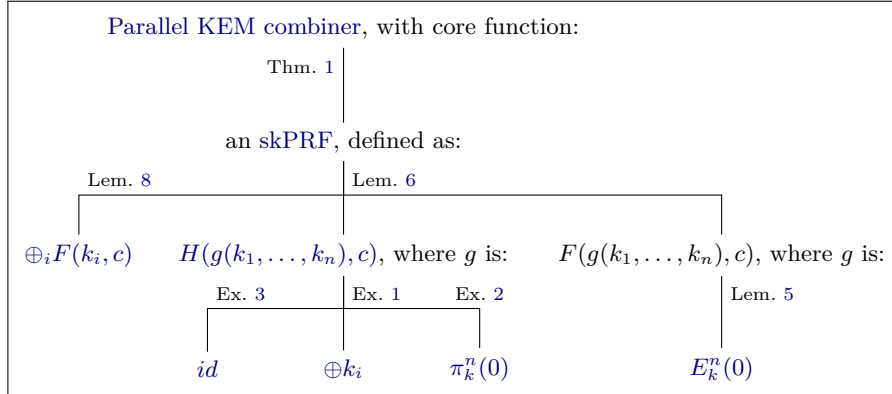 Parallel KEM combiner, with core function:
Thm. 1
an skPRF, defined as:
Lem. 8 Lem. 6
⊕ᵢF(kᵢ, c) H(g(k₁, . . . , kₙ), c), where g is: F(g(k₁, . . . , kₙ), c), where g is:
Ex. 3 Ex. 1 Ex. 2 Lem. 5
id ⊕kᵢ πₖⁿ(0) Eₖⁿ(0)